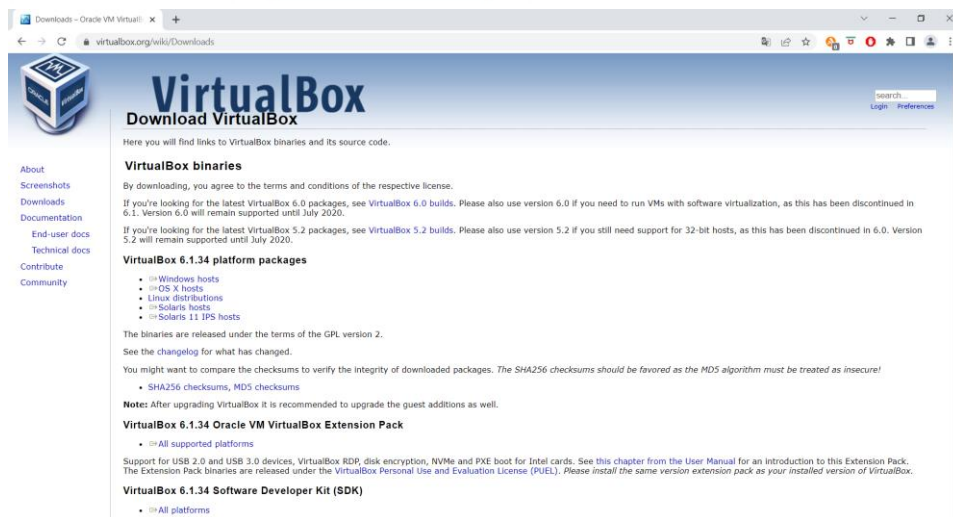 Downloads – Oracle VM Virtual
virtualbox.org/wiki/Downloads
VirtualBox
search...
Login Preferences
Download VirtualBox
Here you will find links to VirtualBox binaries and its source code.
About
Screenshots
Downloads
Documentation
End-user docs
Technical docs
Contribute
Community
VirtualBox binaries
By downloading, you agree to the terms and conditions of the respective license.
If you're looking for the latest VirtualBox 6.0 packages, see VirtualBox 6.0 builds. Please also use version 6.0 if you need to run VMs with software virtualization, as this has been discontinued in
6.1. Version 6.0 will remain supported until July 2020.
If you're looking for the latest VirtualBox 5.2 packages, see VirtualBox 5.2 builds. Please also use version 5.2 if you still need support for 32-bit hosts, as this has been discontinued in 6.0. Version
5.2 will remain supported until July 2020.
VirtualBox 6.1.34 platform packages
Windows hosts
OS X hosts
Linux distributions
Solaris hosts
Solaris 11 IPS hosts
The binaries are released under the terms of the GPL version 2.
See the changelog for what has changed.
You might want to compare the checksums to verify the integrity of downloaded packages. The SHA256 checksums should be favored as the MD5 algorithm must be treated as insecure!
SHA256 checksums, MD5 checksums
Note: After upgrading VirtualBox it is recommended to upgrade the guest additions as well.
VirtualBox 6.1.34 Oracle VM VirtualBox Extension Pack
All supported platforms
Support for USB 2.0 and USB 3.0 devices, VirtualBox RDP, disk encryption, NVMe and PXE boot for Intel cards. See this chapter from the User Manual for an introduction to this Extension Pack.
The Extension Pack binaries are released under the VirtualBox Personal Use and Evaluation License (PUEL). Please install the same version extension pack as your installed version of VirtualBox.
VirtualBox 6.1.34 Software Developer Kit (SDK)
All platforms